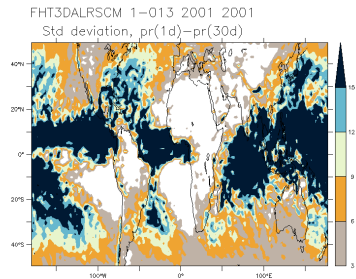 FHT3DALRSCM 1-013 2001 2001
Std deviation, pr(1d)-pr(30d)
40°N
20°N
0°
20°S
40°S
100°W
0°
100°E
15
12
9
6
3